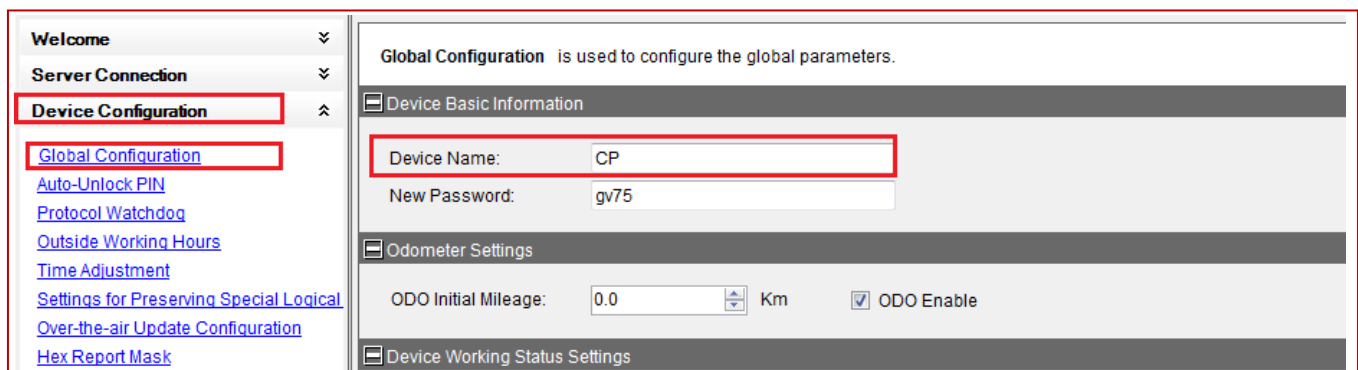 Welcome
Server Connection
Device Configuration
Global Configuration
Auto-Unlock PIN
Protocol Watchdog
Outside Working Hours
Time Adjustment
Settings for Preserving Special Logical
Over-the-air Update Configuration
Hex Report Mask
Global Configuration is used to configure the global parameters.
Device Basic Information
Device Name: CP
New Password: gv75
Odometer Settings
ODO Initial Mileage: 0.0 Km ODO Enable
Device Working Status Settings